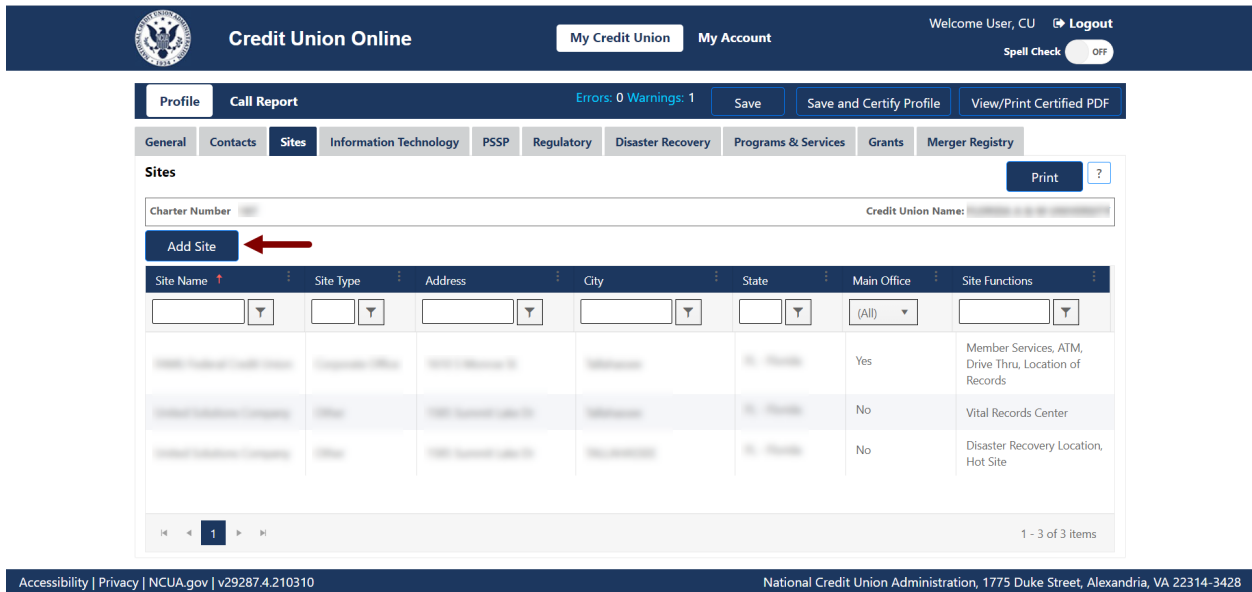 Credit Union Online
My Credit Union My Account
Welcome User, CU Logout
Spell Check OFF
Profile Call Report Errors: 0 Warnings: 1 Save Save and Certify Profile View/Print Certified PDF
General Contacts Sites Information Technology PSSP Regulatory Disaster Recovery Programs & Services Grants Merger Registry
Sites
Print ?
Charter Number Credit Union Name:
Add Site
Site Name ↑ Site Type Address City State Main Office Site Functions
(All)
Yes Member Services, ATM,
Drive Thru, Location of
Records
No Vital Records Center
No Disaster Recovery Location,
Hot Site
1 1 - 3 of 3 items
Accessibility | Privacy | NCUA.gov | v29287.4.210310 National Credit Union Administration, 1775 Duke Street, Alexandria, VA 22314-3428